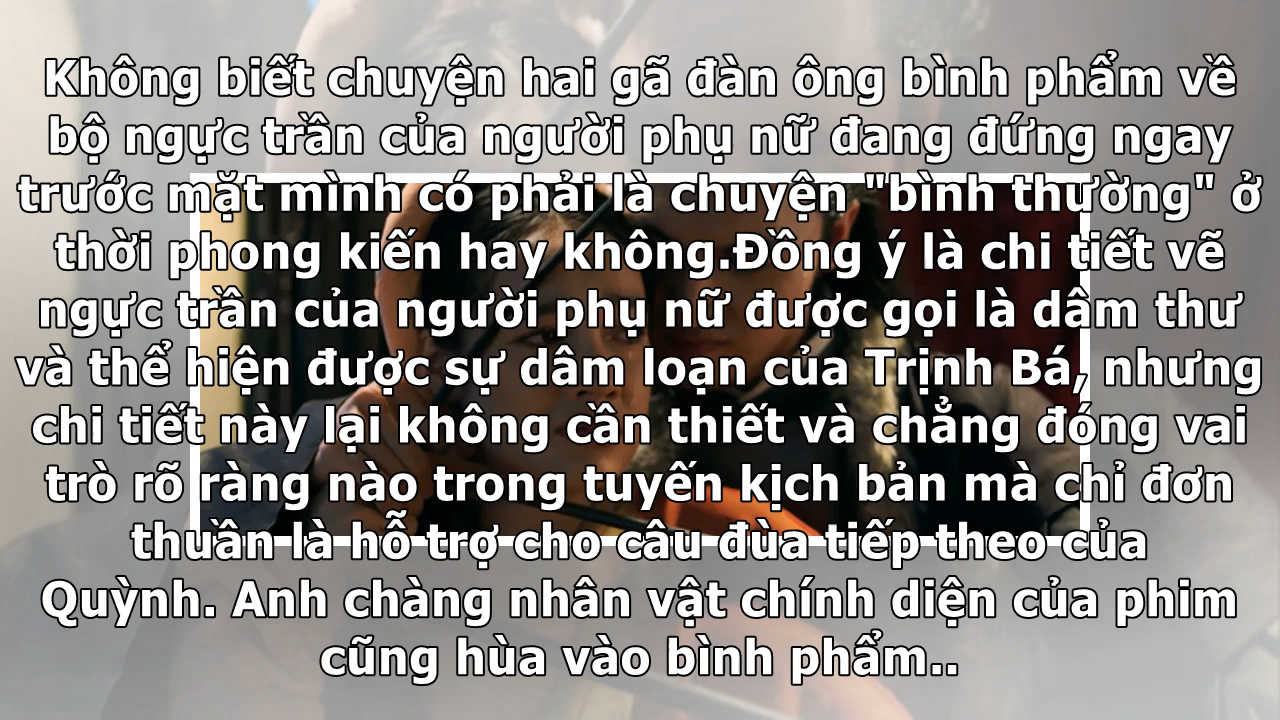 Không biết chuyện hai gã đàn ông bình phẩm về
bộ ngực trần của người phụ nữ đang đứng ngay
trước mặt mình có phải là chuyện "bình thường" ở
thời phong kiến hay không.Đồng ý là chi tiết vẽ
ngực trần của người phụ nữ được gọi là dâm thư
và thể hiện được sự dâm loạn của Trịnh Bá, nhưng
chi tiết này lại không cần thiết và chẳng đóng vai
trò rõ ràng nào trong tuyến kịch bản mà chỉ đơn
thuần là hỗ trợ cho câu đùa tiếp theo của
Quỳnh. Anh chàng nhân vật chính diện của phim
cũng hùa vào bình phẩm..